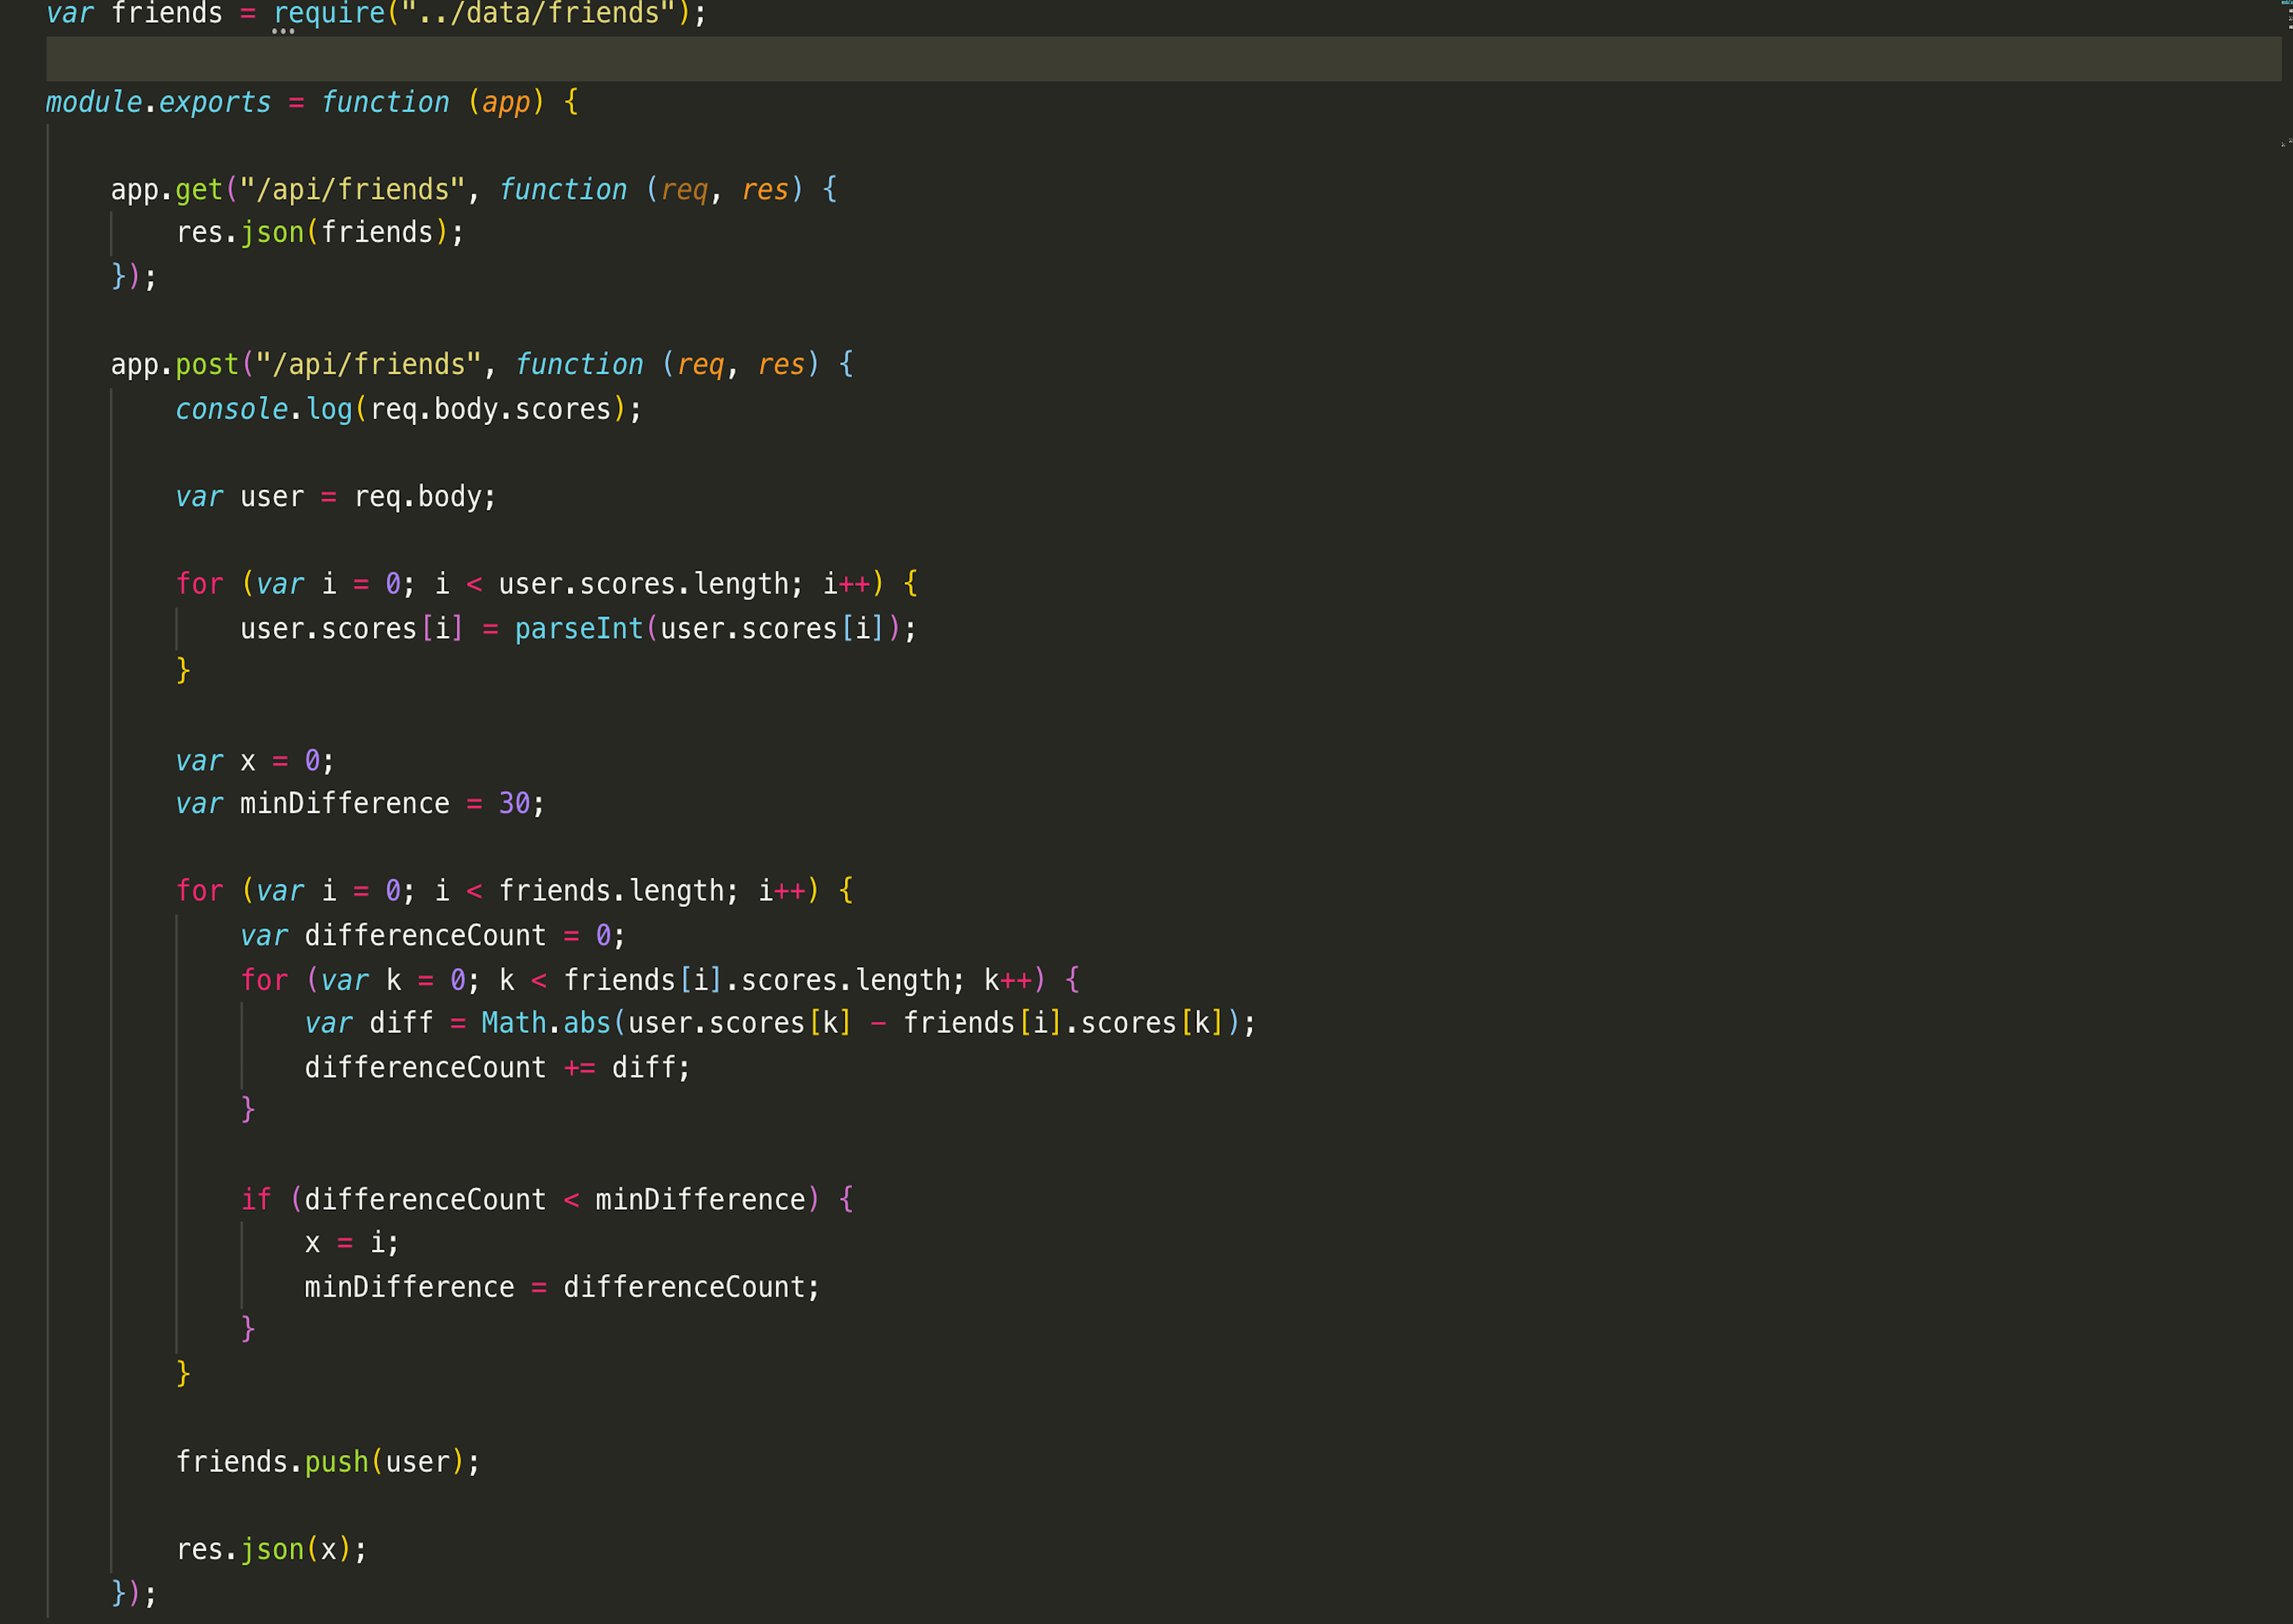 var friends = require("../data/friends");
module.exports = function (app) {
app.get("/api/friends", function (req, res) {
res.json(friends);
});
app.post("/api/friends", function (req, res) {
console.log(req.body.scores);
var user = req.body;
for (var i = 0; i < user.scores.length; i++) {
user.scores[i] = parseInt(user.scores[i]);
}
var x = 0;
var minDifference = 30;
for (var i = 0; i < friends.length; i++) {
var differenceCount = 0;
for (var k = 0; k < friends[i].scores.length; k++) {
var diff = Math.abs(user.scores[k] - friends[i].scores[k]);
differenceCount += diff;
}
if (differenceCount < minDifference) {
x = i;
minDifference = differenceCount;
}
}
friends.push(user);
res.json(x);
});